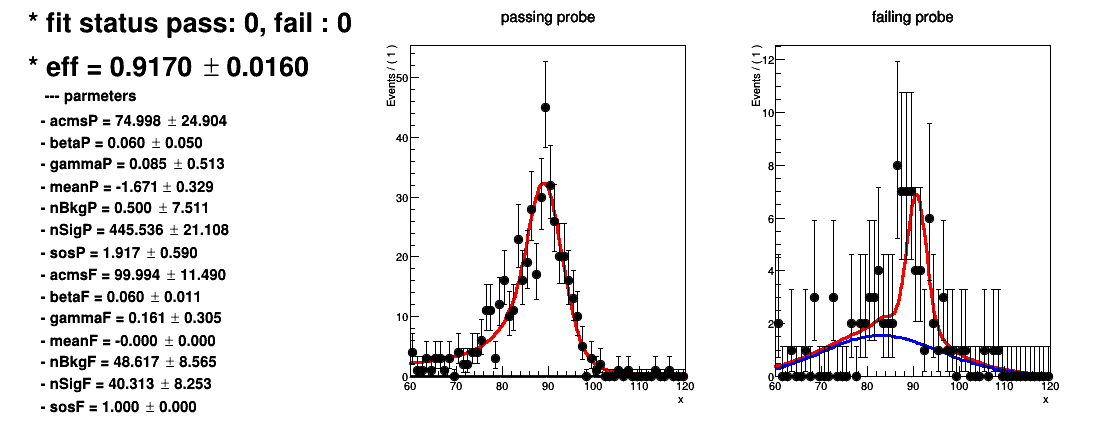 * fit status pass: 0, fail : 0
* eff = 0.9170 ± 0.0160
--- parmeters
- acmsP = 74.998 ± 24.904
- betaP = 0.060 ± 0.050
- gammaP = 0.085 ± 0.513
- meanP = -1.671 ± 0.329
- nBkgP = 0.500 ± 7.511
- nSigP = 445.536 ± 21.108
- sosP = 1.917 ± 0.590
- acmsF = 99.994 ± 11.490
- betaF = 0.060 ± 0.011
- gammaF = 0.161 ± 0.305
- meanF = -0.000 ± 0.000
- nBkgF = 48.617 ± 8.565
- nSigF = 40.313 ± 8.253
- sosF = 1.000 ± 0.000
passing probe
Events / ( 1 )
50
40
30
20
10
0
60 70 80 90 100 110 120
x
failing probe
Events / ( 1 )
12
10
8
6
4
2
0
60 70 80 90 100 110 120
x